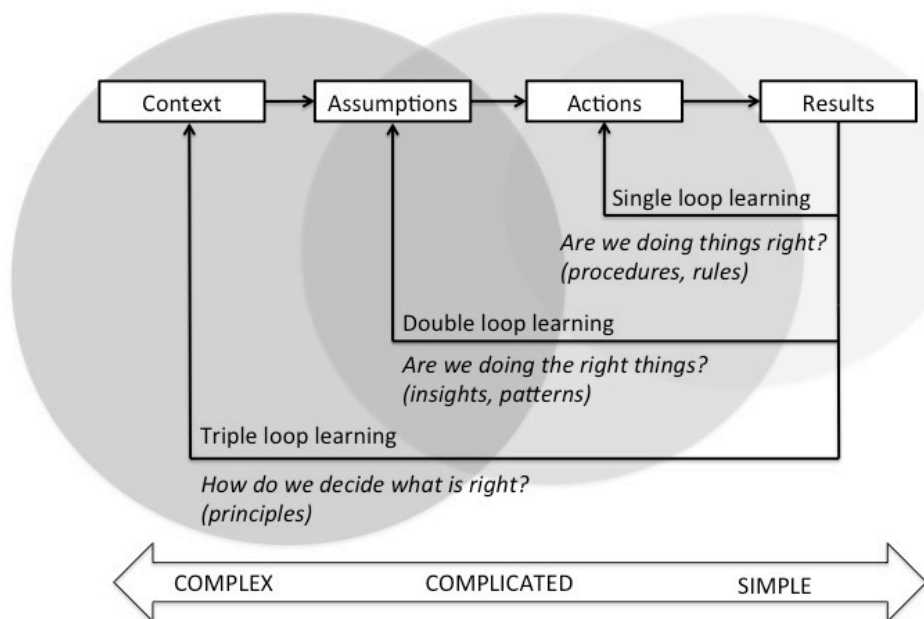 Context
Assumptions
Actions
Results
Single loop learning
Are we doing things right?
(procedures, rules)
Double loop learning
Are we doing the right things?
(insights, patterns)
Triple loop learning
How do we decide what is right?
(principles)
COMPLEX
COMPLICATED
SIMPLE